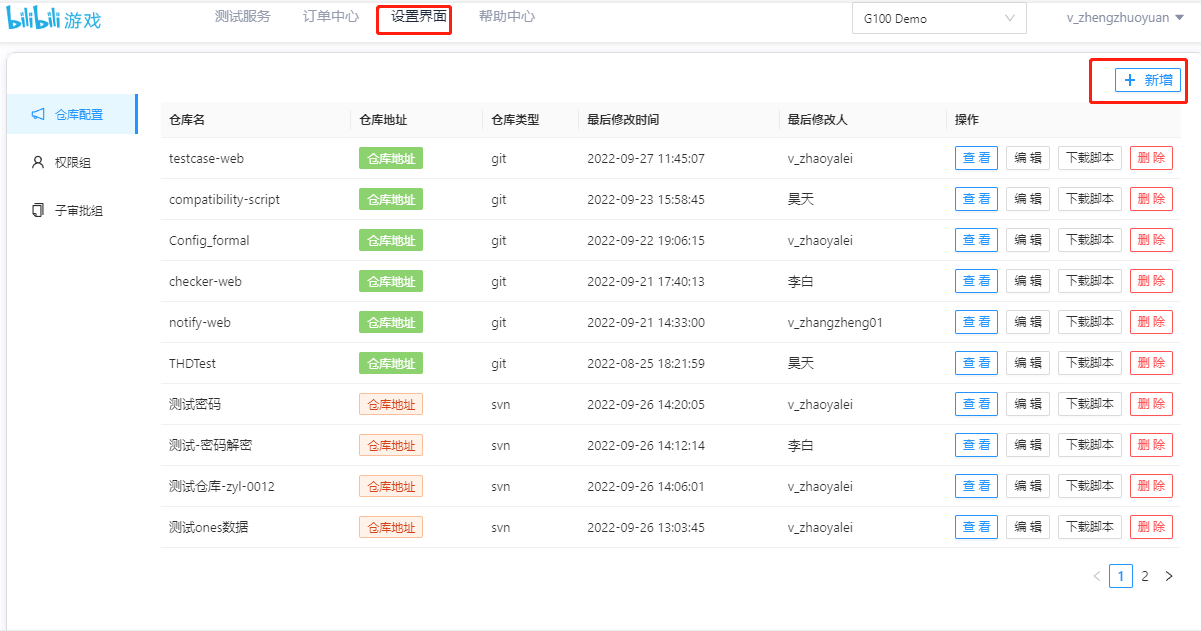 bilibili 游戏 测试服务 订单中心 设置界面 帮助中心 G100 Demo v_zhengzhuoyuan
+ 新增
仓库配置
权限组
子审批组
仓库名 仓库地址 仓库类型 最后修改时间 最后修改人 操作
testcase-web 仓库地址 git 2022-09-27 11:45:07 v_zhaoyalei 查看 编辑 下载脚本 删除
compatibility-script 仓库地址 git 2022-09-23 15:58:45 昊天 查看 编辑 下载脚本 删除
Config_formal 仓库地址 git 2022-09-22 19:06:15 v_zhaoyalei 查看 编辑 下载脚本 删除
checker-web 仓库地址 git 2022-09-21 17:40:13 李白 查看 编辑 下载脚本 删除
notify-web 仓库地址 git 2022-09-21 14:33:00 v_zhangzheng01 查看 编辑 下载脚本 删除
THDTest 仓库地址 git 2022-08-25 18:21:59 昊天 查看 编辑 下载脚本 删除
测试密码 仓库地址 svn 2022-09-26 14:20:05 v_zhaoyalei 查看 编辑 下载脚本 删除
测试-密码解密 仓库地址 svn 2022-09-26 14:12:14 李白 查看 编辑 下载脚本 删除
测试仓库-zyl-0012 仓库地址 svn 2022-09-26 14:06:01 v_zhaoyalei 查看 编辑 下载脚本 删除
测试ones数据 仓库地址 svn 2022-09-26 13:03:45 v_zhaoyalei 查看 编辑 下载脚本 删除
< 1 2 >